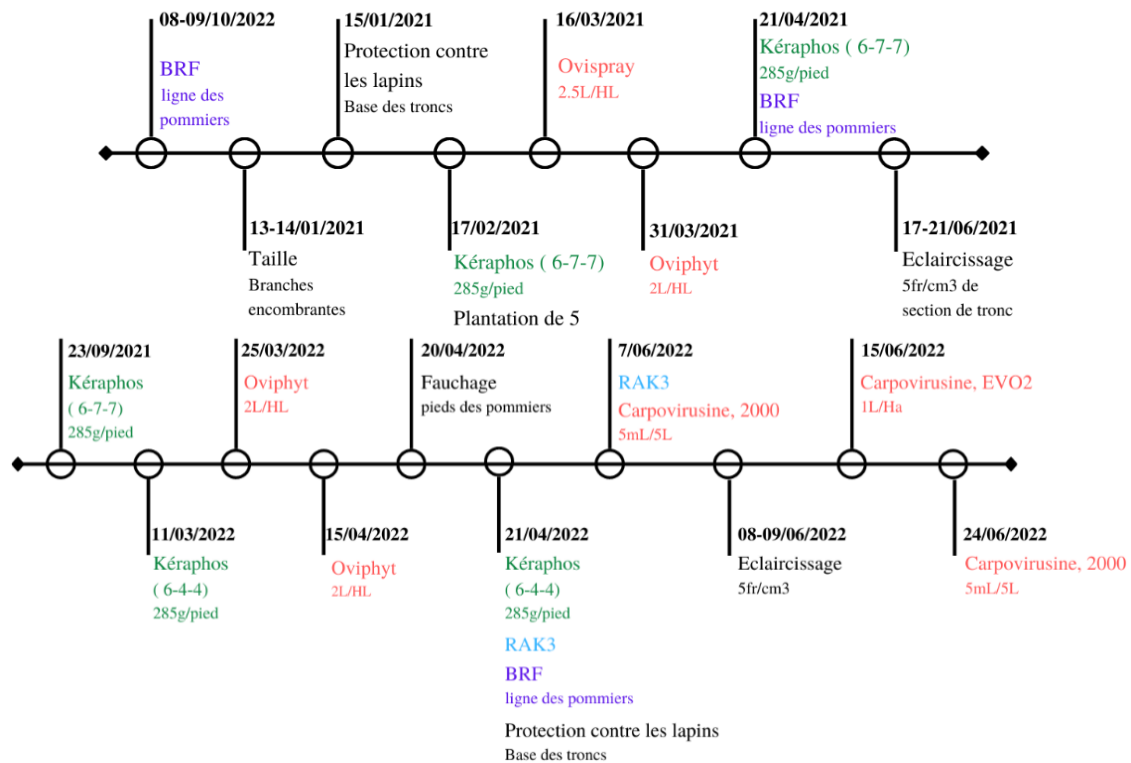 08-09/10/2022
BRF
ligne des
pommiers
15/01/2021
Protection contre
les lapins
Base des troncs
16/03/2021
Ovispray
2.5L/HL
21/04/2021
Kéraphos ( 6-7-7)
285g/pied
BRF
ligne des pommiers
13-14/01/2021
Taille
Branches
encombrantes
17/02/2021
Kéraphos ( 6-7-7)
285g/pied
Plantation de 5
31/03/2021
Oviphyt
2L/HL
17-21/06/2021
Eclaircissage
5fr/cm3 de
section de tronc
23/09/2021
Kéraphos
( 6-7-7)
285g/pied
25/03/2022
Oviphyt
2L/HL
20/04/2022
Fauchage
pieds des pommiers
7/06/2022
RAK3
Carpovirusine, 2000
5mL/5L
15/06/2022
Carpovirusine, EVO2
1L/Ha
11/03/2022
Kéraphos
( 6-4-4)
285g/pied
15/04/2022
Oviphyt
2L/HL
21/04/2022
Kéraphos
( 6-4-4)
285g/pied
RAK3
BRF
ligne des pommiers
Protection contre les lapins
Base des troncs
08-09/06/2022
Eclaircissage
5fr/cm3
24/06/2022
Carpovirusine, 2000
5mL/5L